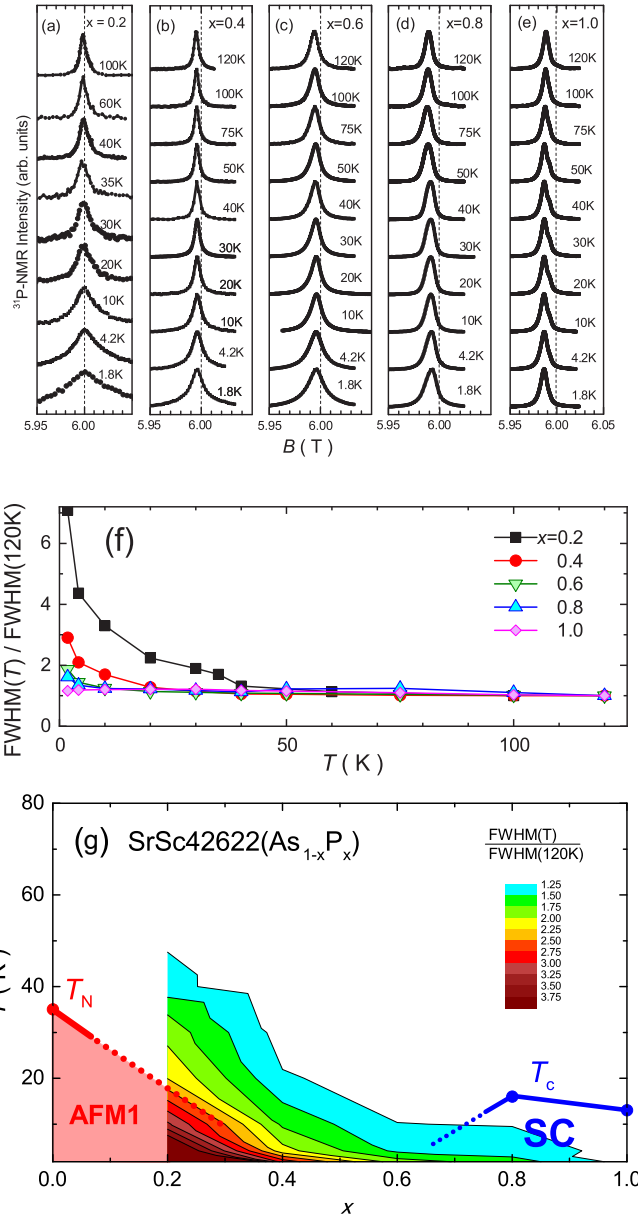 (a) x = 0.2
100K
60K
40K
35K
30K
20K
10K
4.2K
1.8K
5.95 6.00
(b) x=0.4
120K
100K
75K
50K
40K
30K
20K
10K
4.2K
1.8K
6.00
(c) x=0.6
120K
100K
75K
50K
40K
30K
20K
10K
4.2K
1.8K
5.95 6.00
(d) x=0.8
120K
100K
75K
50K
40K
30K
20K
10K
4.2K
1.8K
6.00
(e) x=1.0
120K
100K
75K
50K
40K
30K
20K
10K
4.2K
1.8K
5.95 6.00 6.05
³¹P-NMR Intensity (arb. units)
B ( T )
(f)
x=0.2
0.4
0.6
0.8
1.0
6
4
2
0
0 50 100
FWHM(T) / FWHM(120K)
T ( K )
(g) SrSc42622(As₁₋ₓPₓ)
FWHM(T)
FWHM(120K)
1.25
1.50
1.75
2.00
2.25
2.50
2.75
3.00
3.25
3.50
3.75
80
60
40
20
T_N
AFM1
T_c
SC
0.0 0.2 0.4 0.6 0.8 1.0
x